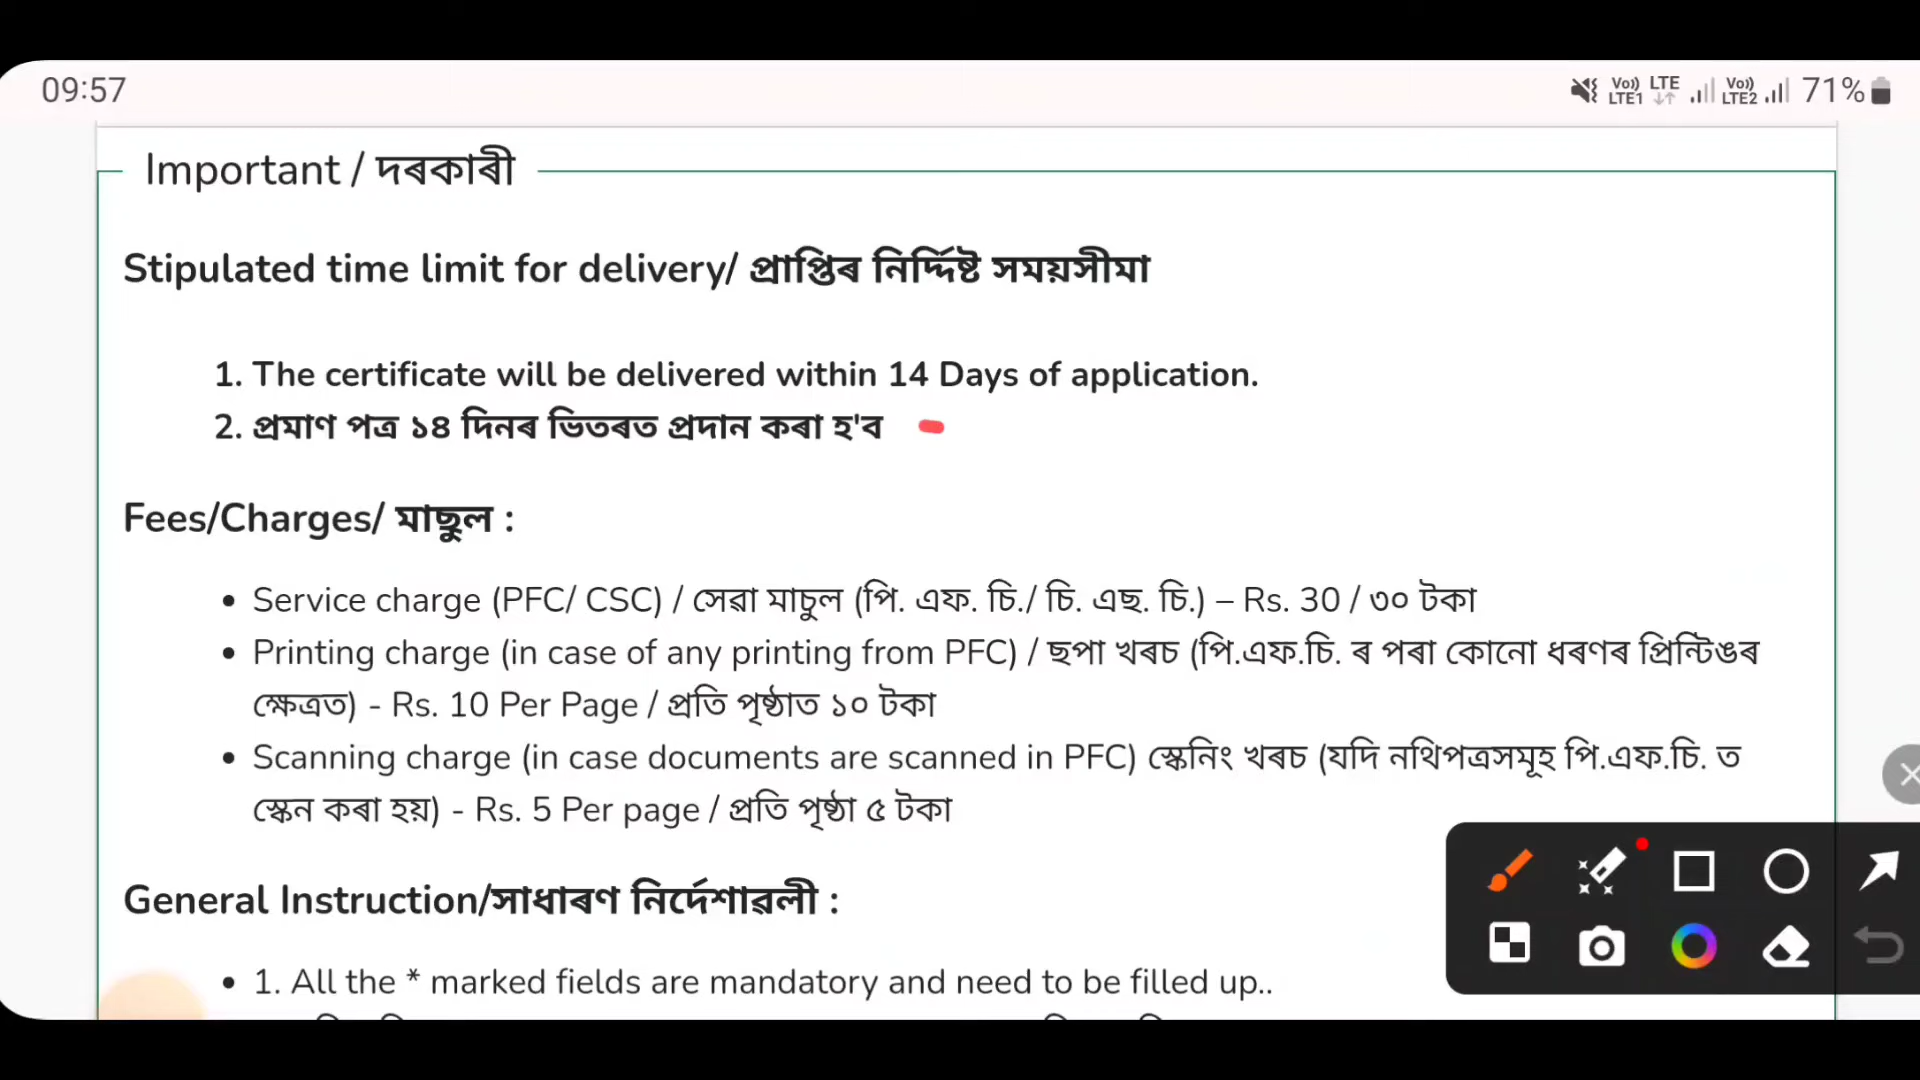 09:57
Vo)) LTE1 LTE Vo)) LTE2 71%
Important / দৰকাৰী
Stipulated time limit for delivery/ প্ৰাপ্তিৰ নিৰ্দ্দিষ্ট সময়সীমা
1. The certificate will be delivered within 14 Days of application.
2. প্ৰমাণ পত্ৰ ১৪ দিনৰ ভিতৰত প্ৰদান কৰা হ'ব
Fees/Charges/ মাছুল :
• Service charge (PFC/ CSC) / সেৱা মাচুল (পি. এফ. চি./ চি. এছ. চি.) – Rs. 30 / ৩০ টকা
• Printing charge (in case of any printing from PFC) / ছপা খৰচ (পি.এফ.চি. ৰ পৰা কোনো ধৰণৰ প্ৰিন্টিঙৰ
ক্ষেত্ৰত) - Rs. 10 Per Page / প্ৰতি পৃষ্ঠাত ১০ টকা
• Scanning charge (in case documents are scanned in PFC) স্কেনিং খৰচ (যদি নথিপত্ৰসমূহ পি.এফ.চি. ত
স্কেন কৰা হয়) - Rs. 5 Per page / প্ৰতি পৃষ্ঠা ৫ টকা
General Instruction/সাধাৰণ নিৰ্দেশাৱলী :
• 1. All the * marked fields are mandatory and need to be filled up..